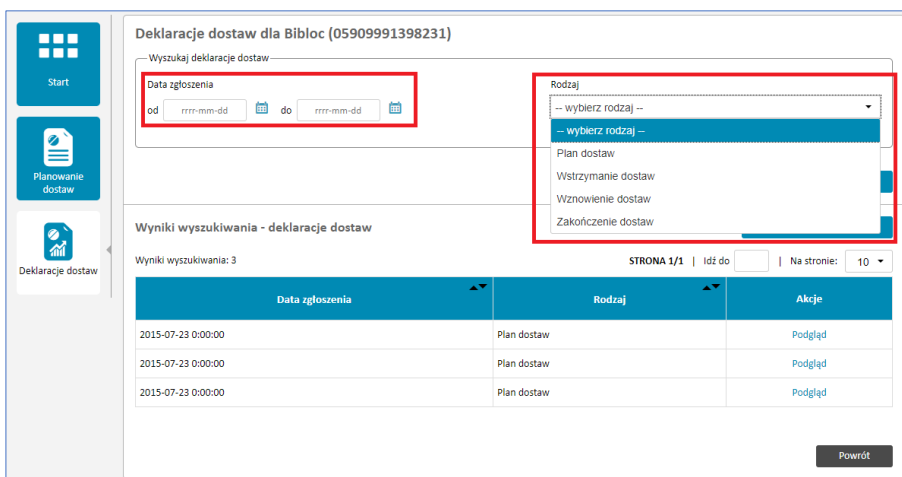 Deklaracje dostaw dla Bibloc (05909991398231)
Wyszukaj deklaracje dostaw
Start
Data zgłoszenia
Rodzaj
od rrrr-mm-dd do rrrr-mm-dd
-- wybierz rodzaj --
-- wybierz rodzaj --
Plan dostaw
Wstrzymanie dostaw
Wznowienie dostaw
Zakończenie dostaw
Planowanie
dostaw
Deklaracje dostaw
Wyniki wyszukiwania - deklaracje dostaw
Wyniki wyszukiwania: 3
STRONA 1/1 | Idź do | Na stronie: 10
Data zgłoszenia Rodzaj Akcje
2015-07-23 0:00:00 Plan dostaw Podgląd
2015-07-23 0:00:00 Plan dostaw Podgląd
2015-07-23 0:00:00 Plan dostaw Podgląd
Powrót